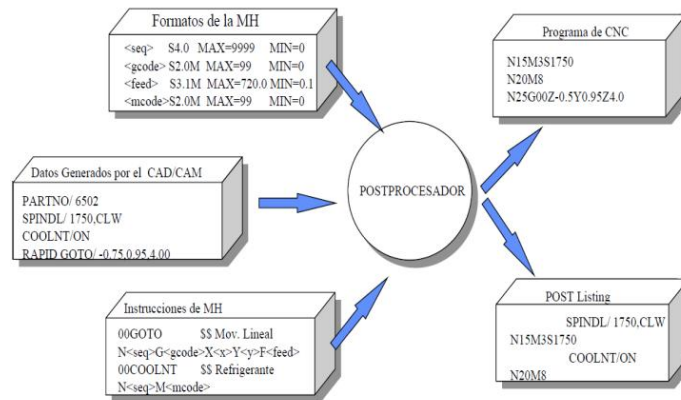 Formatos de la MH
<seq> S4.0 MAX=9999 MIN=0
<gcode> S2.0M MAX=99 MIN=0
<feed> S3.1M MAX=720.0 MIN=0.1
<mcode>S2.0M MAX=99 MIN=0
Programa de CNC
N15M3S1750
N20M8
N25G00Z-0.5Y0.95Z4.0
Datos Generados por el CAD/CAM
PARTNO/ 6502
SPINDL/ 1750,CLW
COOLNT/ON
RAPID GOTO/ -0.75,0.95,4.00
POSTPROCESADOR
Instrucciones de MH
00GOTO $$ Mov. Lineal
N<seq>G<gcode>X<x>Y<y>F<feed>
00COOLNT $$ Refrigerante
N<seq>M<mcode>
POST Listing
SPINDL/ 1750,CLW
N15M3S1750
COOLNT/ON
N20M8